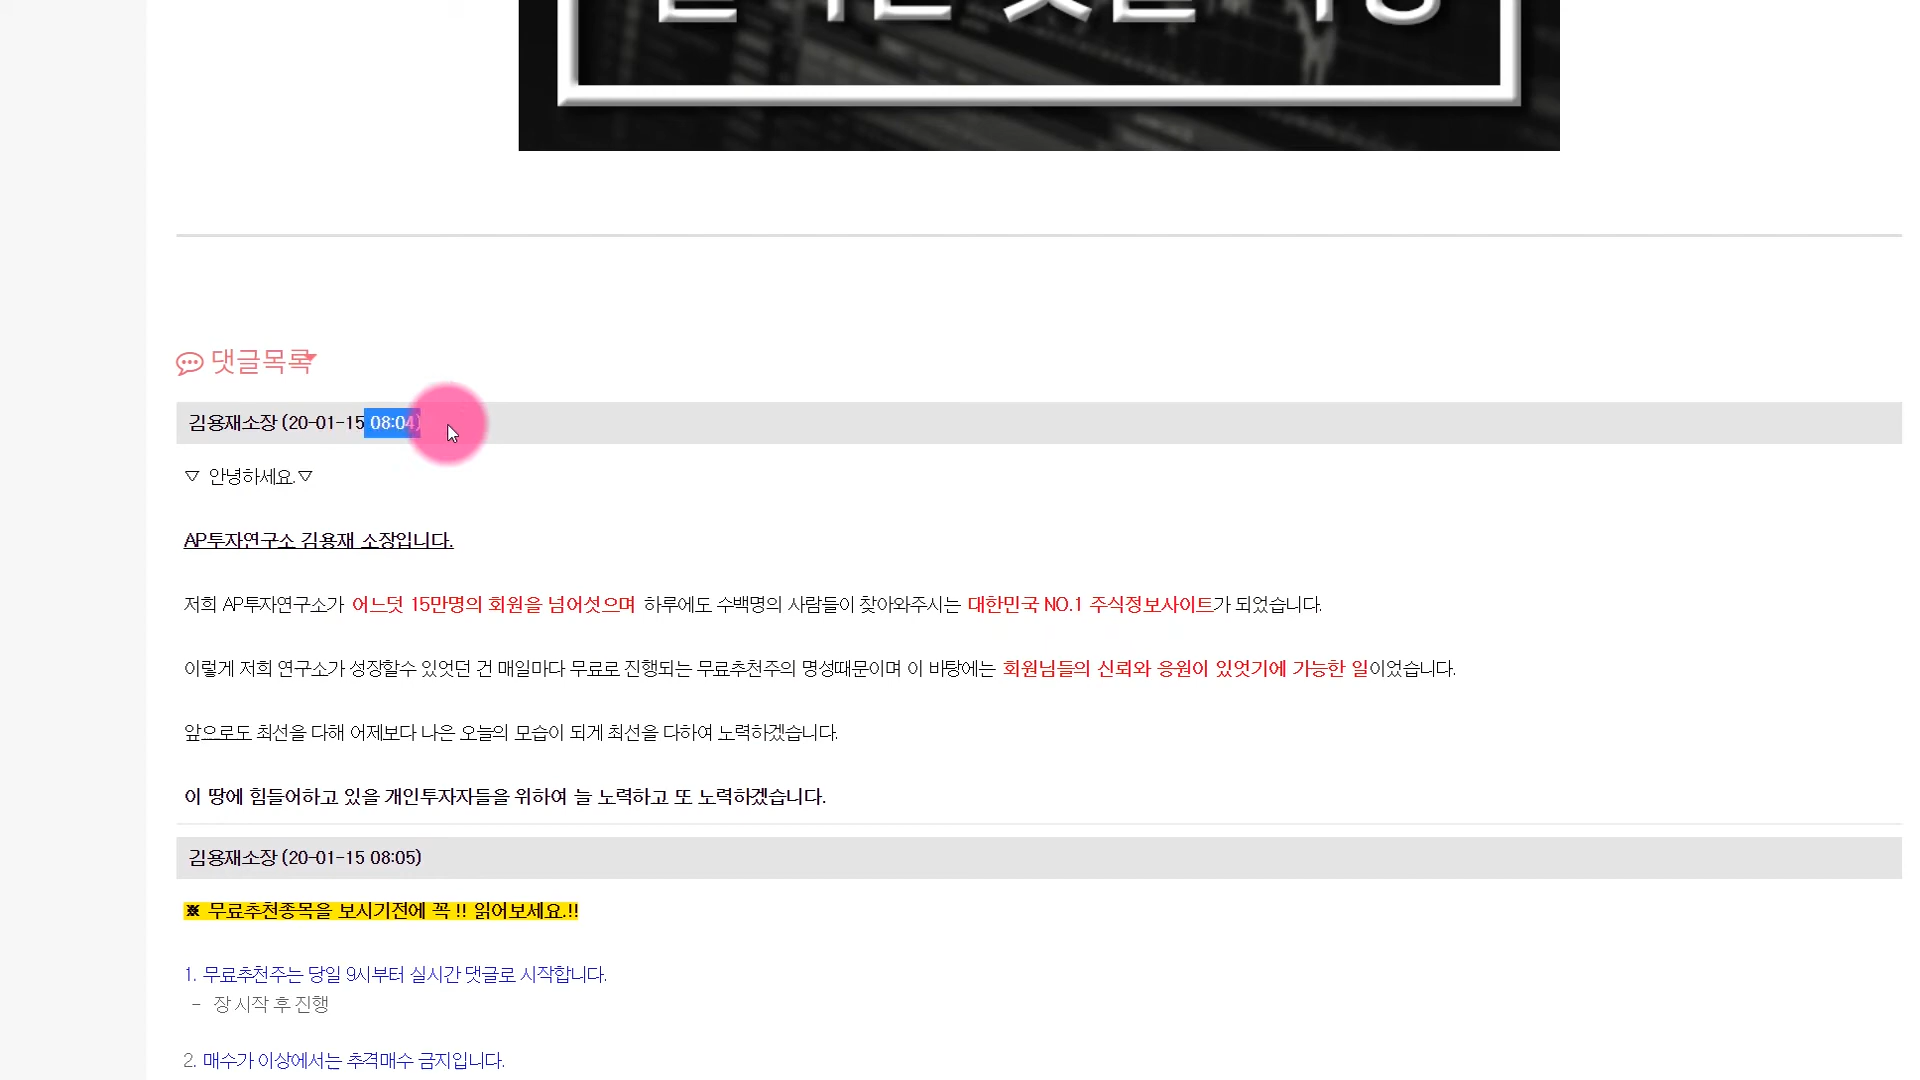 댓글목록
김용재소장 (20-01-15 08:04)
▽ 안녕하세요.▽
AP투자연구소 김용재 소장입니다.
저희 AP투자연구소가 어느덧 15만명의 회원을 넘어섯으며 하루에도 수백명의 사람들이 찾아와주시는 대한민국 NO.1 주식정보사이트가 되었습니다.
이렇게 저희 연구소가 성장할수 있엇던 건 매일마다 무료로 진행되는 무료추천주의 명성때문이며 이 바탕에는 회원님들의 신뢰와 응원이 있엇기에 가능한 일이었습니다.
앞으로도 최선을 다해 어제보다 나은 오늘의 모습이 되게 최선을 다하여 노력하겠습니다.
이 땅에 힘들어하고 있을 개인투자자들을 위하여 늘 노력하고 또 노력하겠습니다.
김용재소장 (20-01-15 08:05)
※ 무료추천종목을 보시기전에 꼭 !! 읽어보세요.!!
1. 무료추천주는 당일 9시부터 실시간 댓글로 시작합니다.
- 장 시작 후 진행
2. 매수가 이상에서는 추격매수 금지입니다.